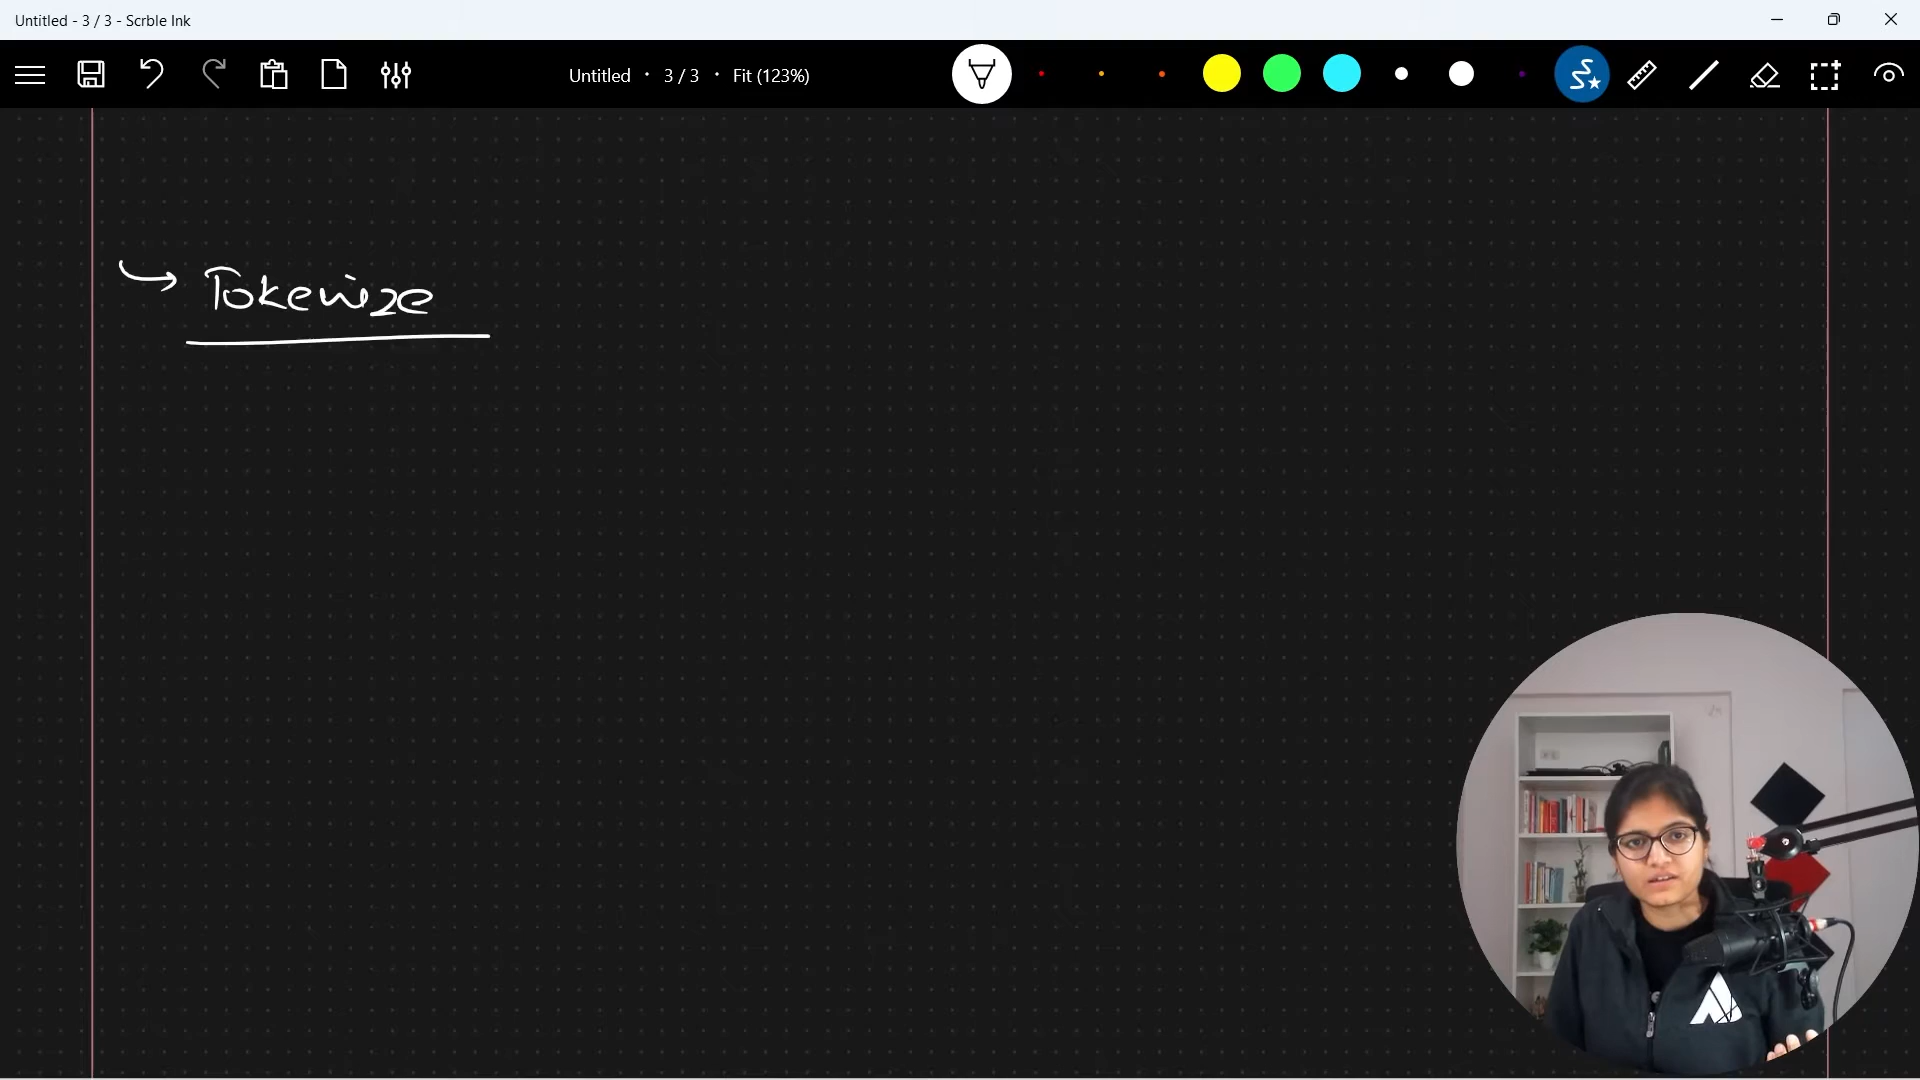 Untitled - 3 / 3 - Scrble Ink
Untitled • 3 / 3 • Fit (123%)
Tokenize